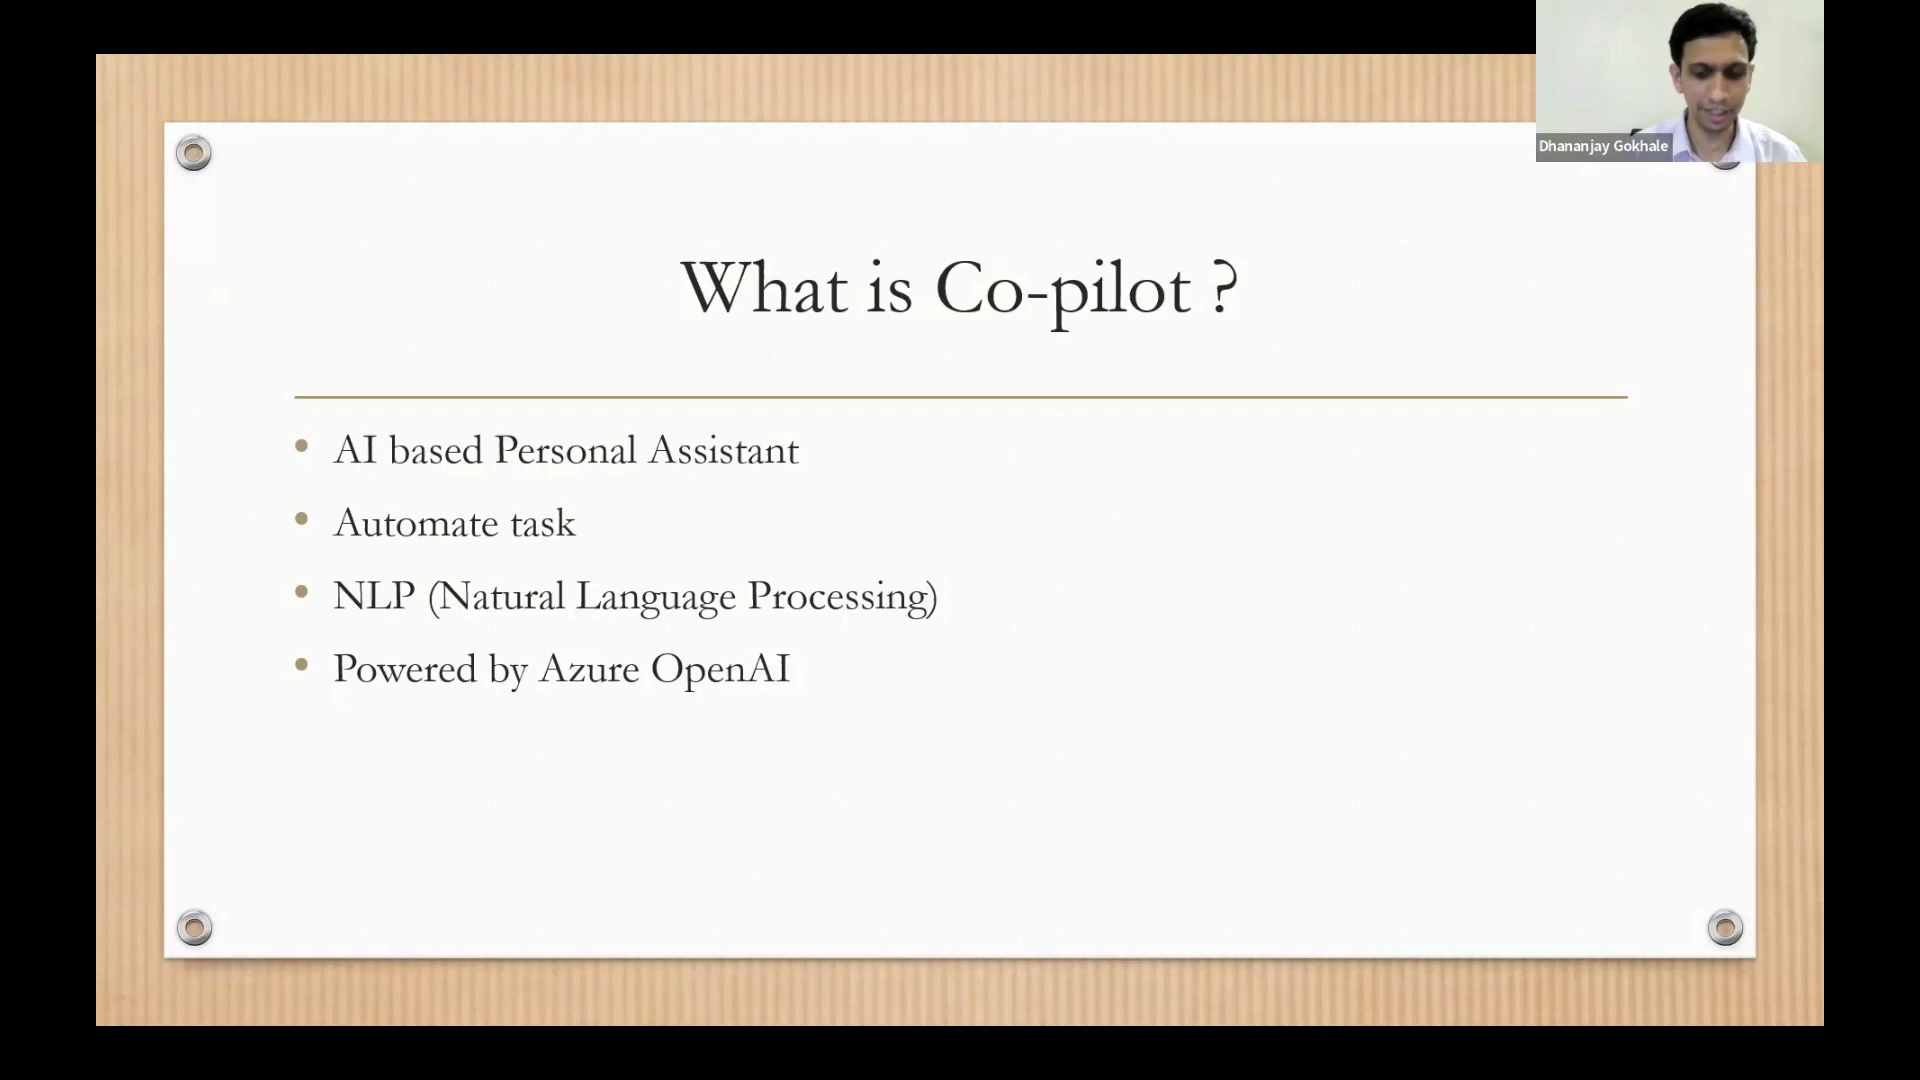 Dhananjay Gokhale
What is Co-pilot ?
AI based Personal Assistant
Automate task
NLP (Natural Language Processing)
Powered by Azure OpenAI